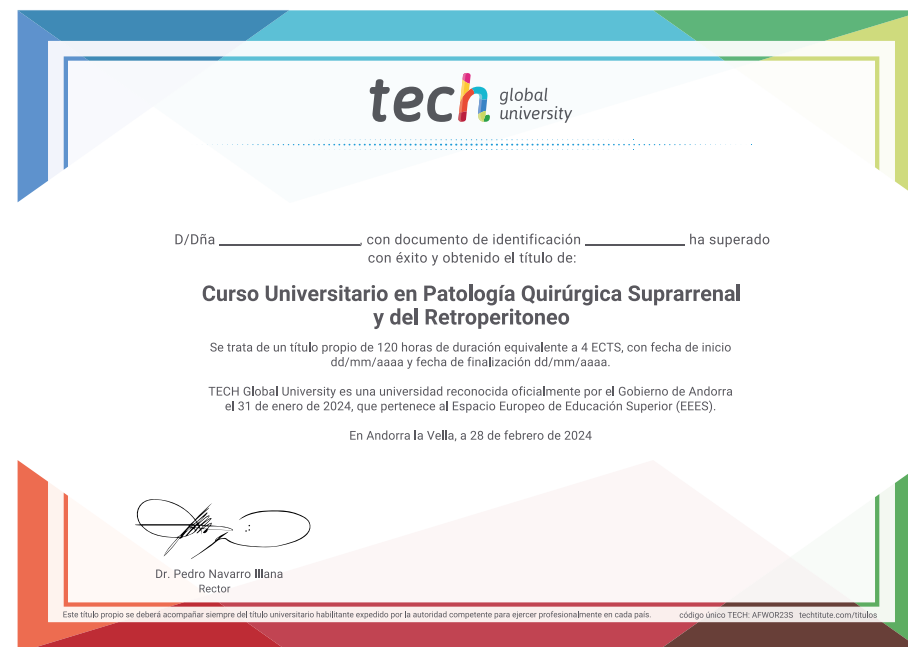 tech global university
D/Dña ______________, con documento de identificación ______________ ha superado
con éxito y obtenido el título de:
Curso Universitario en Patología Quirúrgica Suprarrenal
y del Retroperitoneo
Se trata de un título propio de 120 horas de duración equivalente a 4 ECTS, con fecha de inicio
dd/mm/aaaa y fecha de finalización dd/mm/aaaa.
TECH Global University es una universidad reconocida oficialmente por el Gobierno de Andorra
el 31 de enero de 2024, que pertenece al Espacio Europeo de Educación Superior (EEES).
En Andorra la Vella, a 28 de febrero de 2024
Dr. Pedro Navarro Illana
Rector
Este título propio se deberá acompañar siempre del título universitario habilitante expedido por la autoridad competente para ejercer profesionalmente en cada país. código único TECH: AFWOR23S techtitute.com/titulos